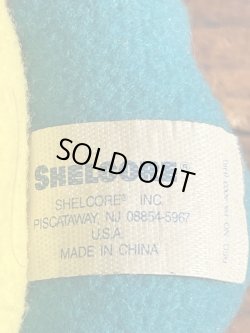 SOLD OUT
SHELCORE®
SHELCORE® INC.
PISCATAWAY, NJ 08854-5967
U.S.A.
MADE IN CHINA